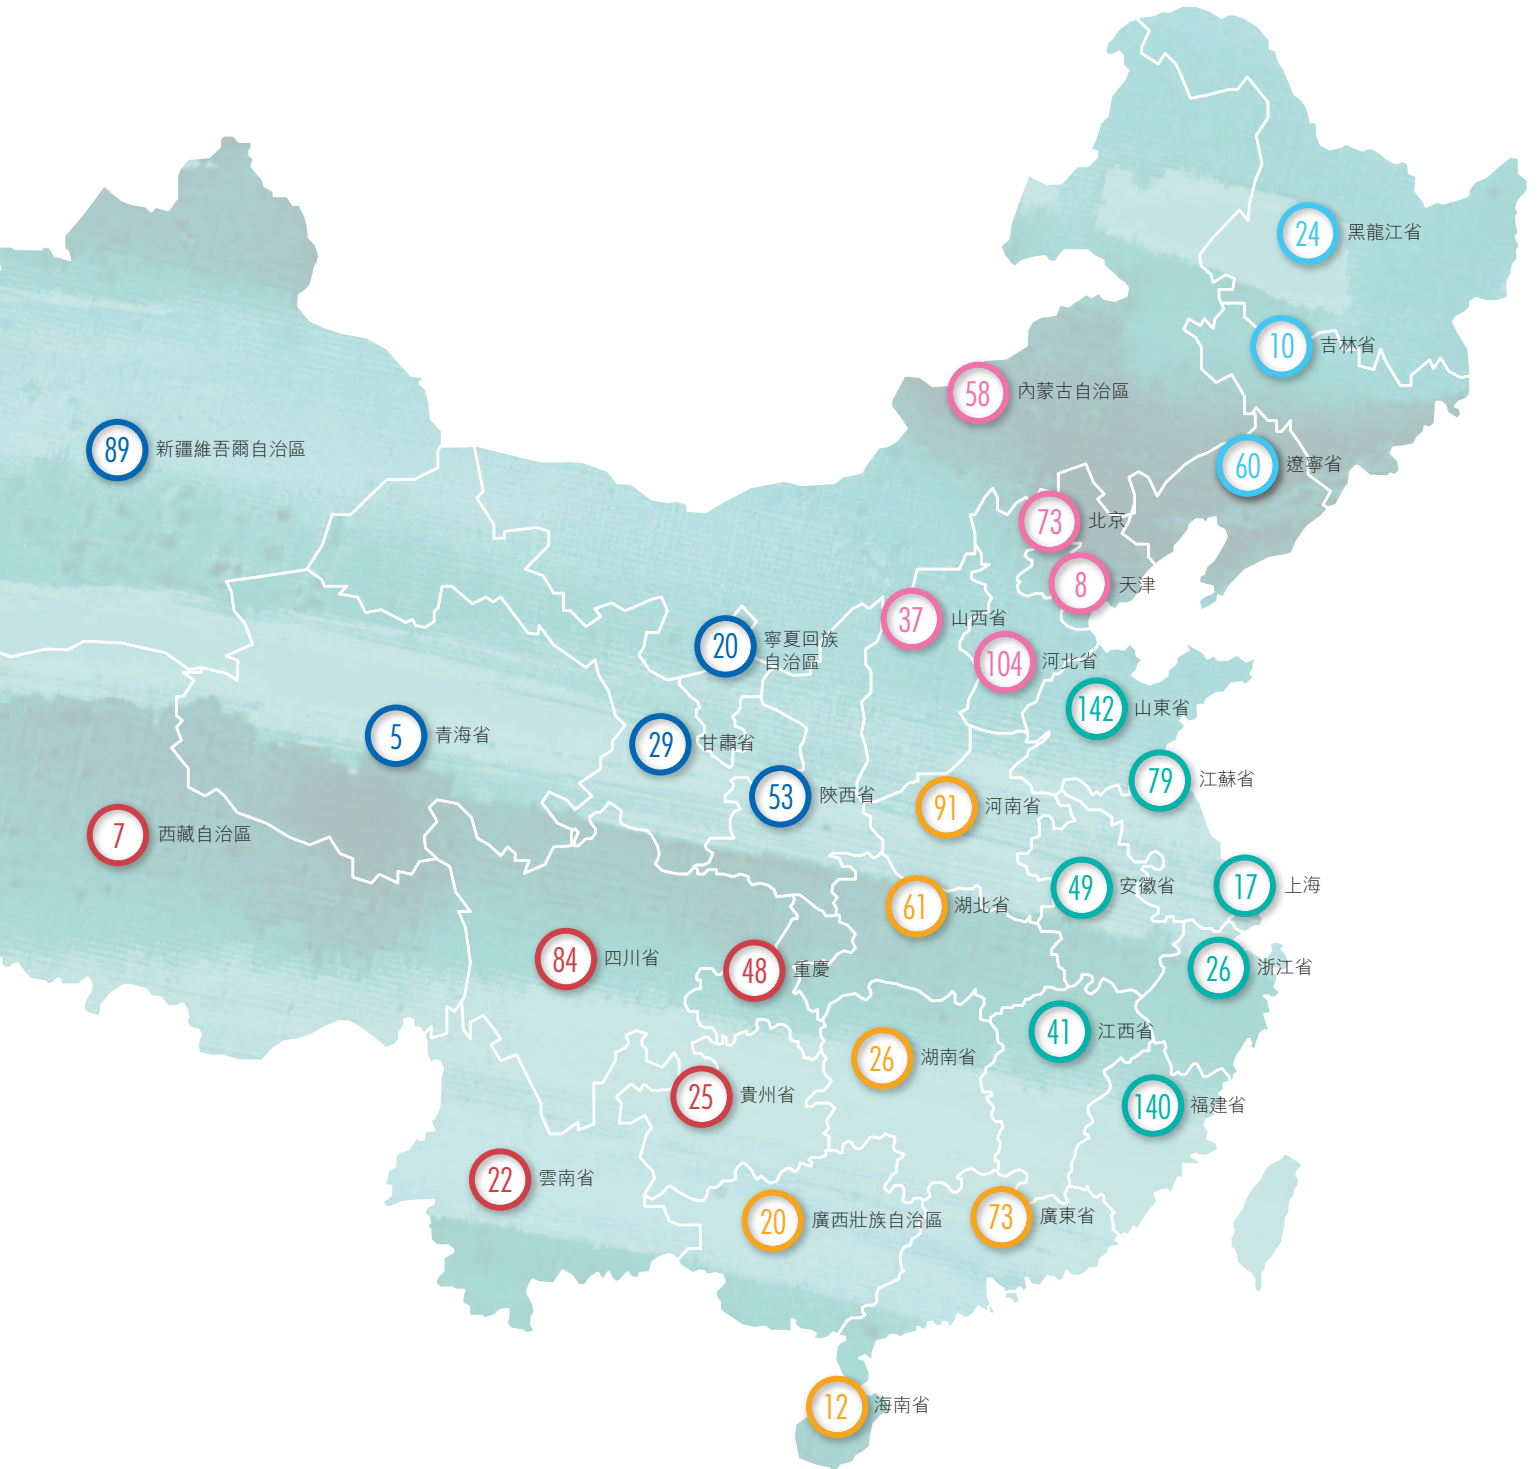 24
黑龍江省
10
吉林省
58
內蒙古自治區
89
新疆維吾爾自治區
60
遼寧省
73
北京
8
天津
37
山西省
20
寧夏回族
自治區
104
河北省
142
山東省
5
青海省
29
甘肅省
79
江蘇省
53
陝西省
91
河南省
7
西藏自治區
49
安徽省
17
上海
61
湖北省
84
四川省
48
重慶
26
浙江省
41
江西省
26
湖南省
25
貴州省
140
福建省
22
雲南省
20
廣西壯族自治區
73
廣東省
12
海南省